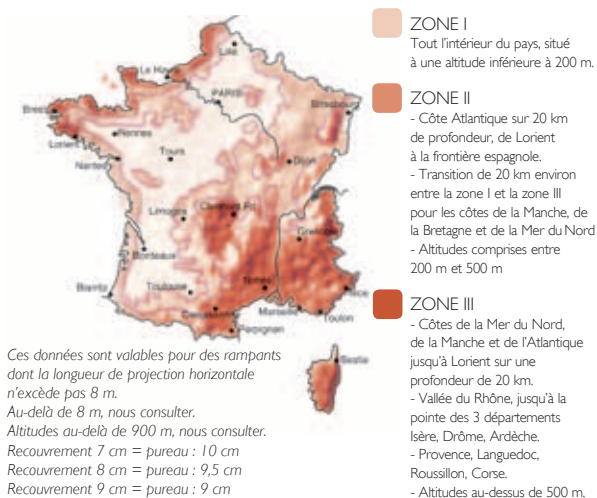 ZONE I
Tout l'intérieur du pays, situé
à une altitude inférieure à 200 m.
ZONE II
- Côte Atlantique sur 20 km
de profondeur, de Lorient
à la frontière espagnole.
- Transition de 20 km environ
entre la zone I et la zone III
pour les côtes de la Manche, de
la Bretagne et de la Mer du Nord
- Altitudes comprises entre
200 m et 500 m
ZONE III
- Côtes de la Mer du Nord,
de la Manche et de l'Atlantique
jusqu'à Lorient sur une
profondeur de 20 km.
- Vallée du Rhône, jusqu'à la
pointe des 3 départements
Isère, Drôme, Ardèche.
- Provence, Languedoc,
Roussillon, Corse.
- Altitudes au-dessus de 500 m.
Lille
PARIS
Strasbourg
Brest
Rennes
Lorient
Tours
Dijon
Nantes
Limoges
Grenoble
Bordeaux
Biarritz
Toulouse
Nîmes
Nice
Marseille
Toulon
Perpignan
Bastia
Ces données sont valables pour des rampants
dont la longueur de projection horizontale
n'excède pas 8 m.
Au-delà de 8 m, nous consulter.
Altitudes au-delà de 900 m, nous consulter.
Recouvrement 7 cm = pureau : 10 cm
Recouvrement 8 cm = pureau : 9,5 cm
Recouvrement 9 cm = pureau : 9 cm